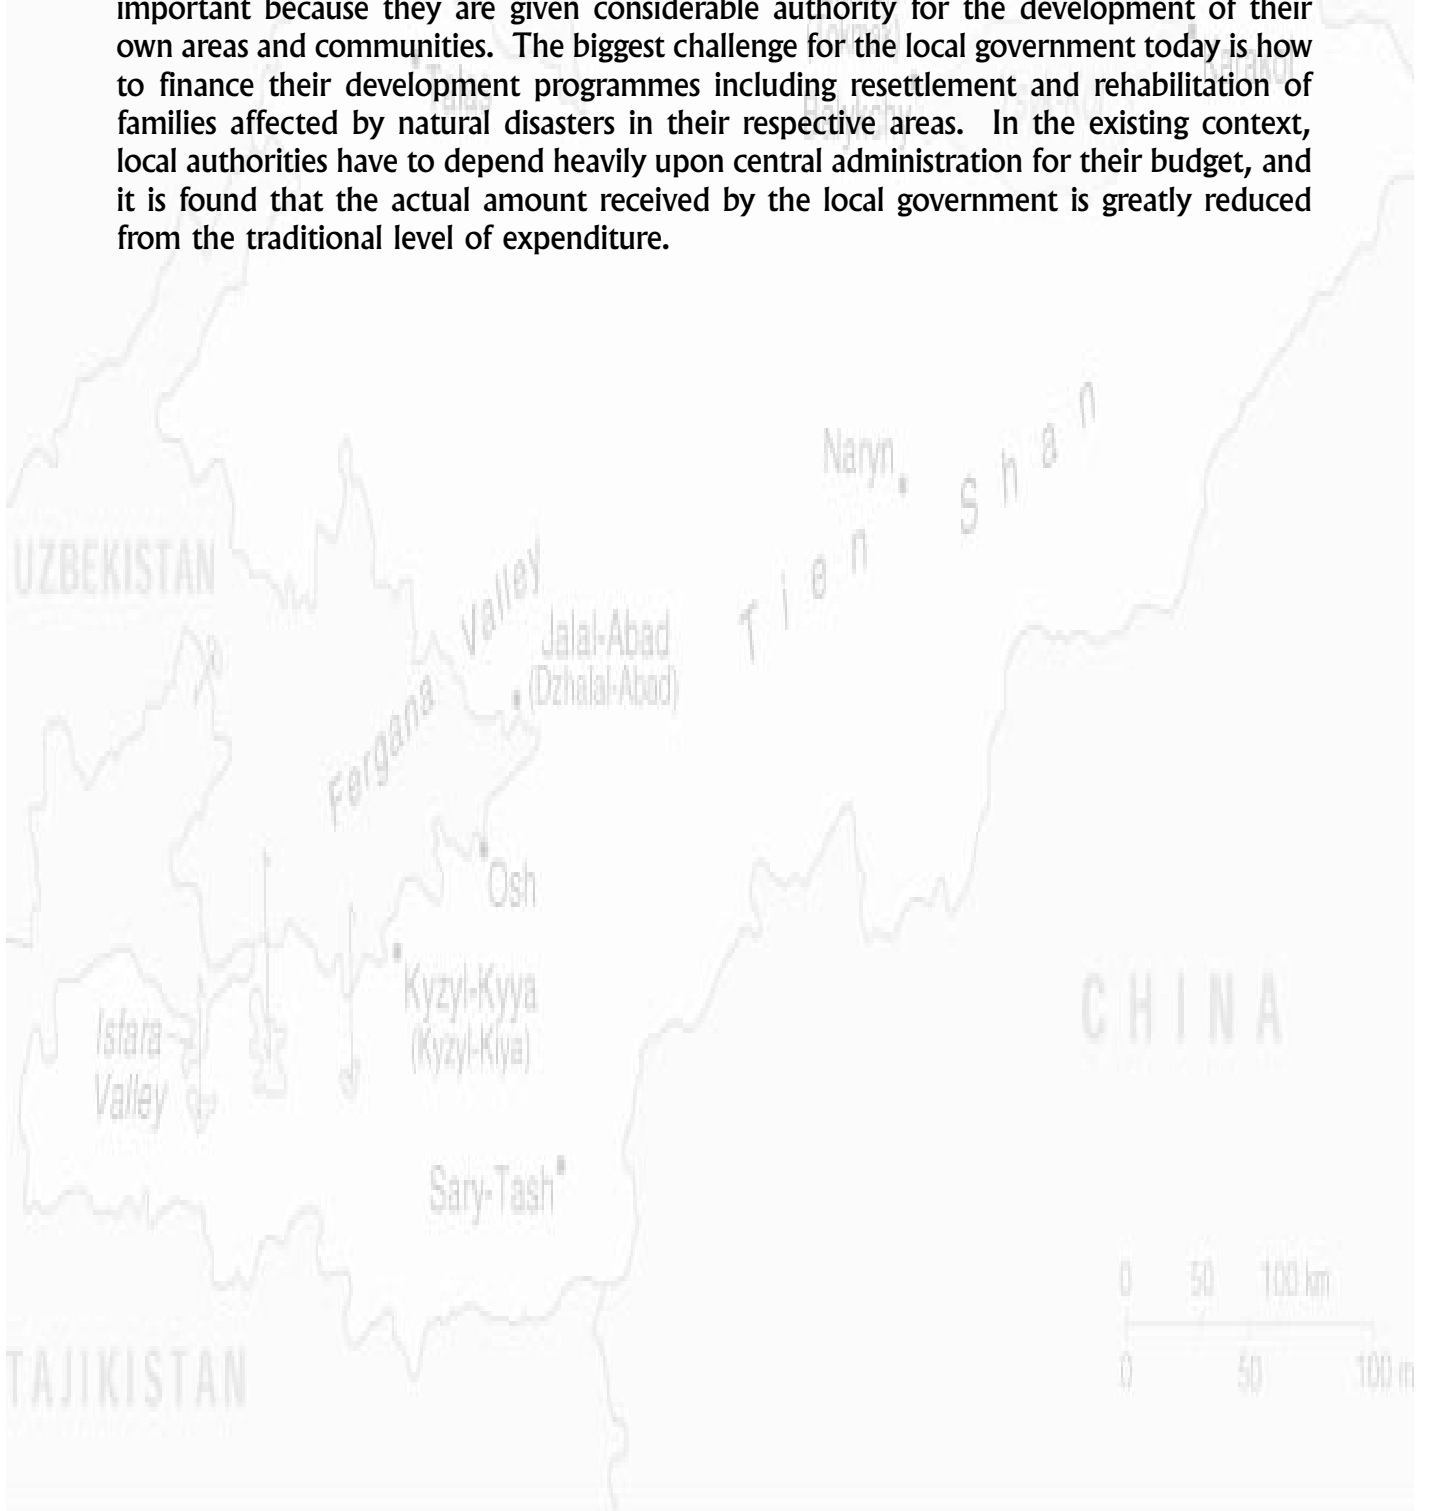 important because they are given considerable authority for the development of their
own areas and communities. The biggest challenge for the local government today is how
to finance their development programmes including resettlement and rehabilitation of
families affected by natural disasters in their respective areas. In the existing context,
local authorities have to depend heavily upon central administration for their budget, and
it is found that the actual amount received by the local government is greatly reduced
from the traditional level of expenditure.
(Tokmak)
Karakol
Talas
Balykchy
Naryn
Tien Shan
UZBEKISTAN
Fergana Valley
Jalal-Abad
(Dzhalal-Abad)
Osh
Kyzyl-Kyya
(Kyzyl-Kiya)
Isfara
Valley
CHINA
Sary-Tash
0 50 100 km
0 50 100 m
TAJIKISTAN